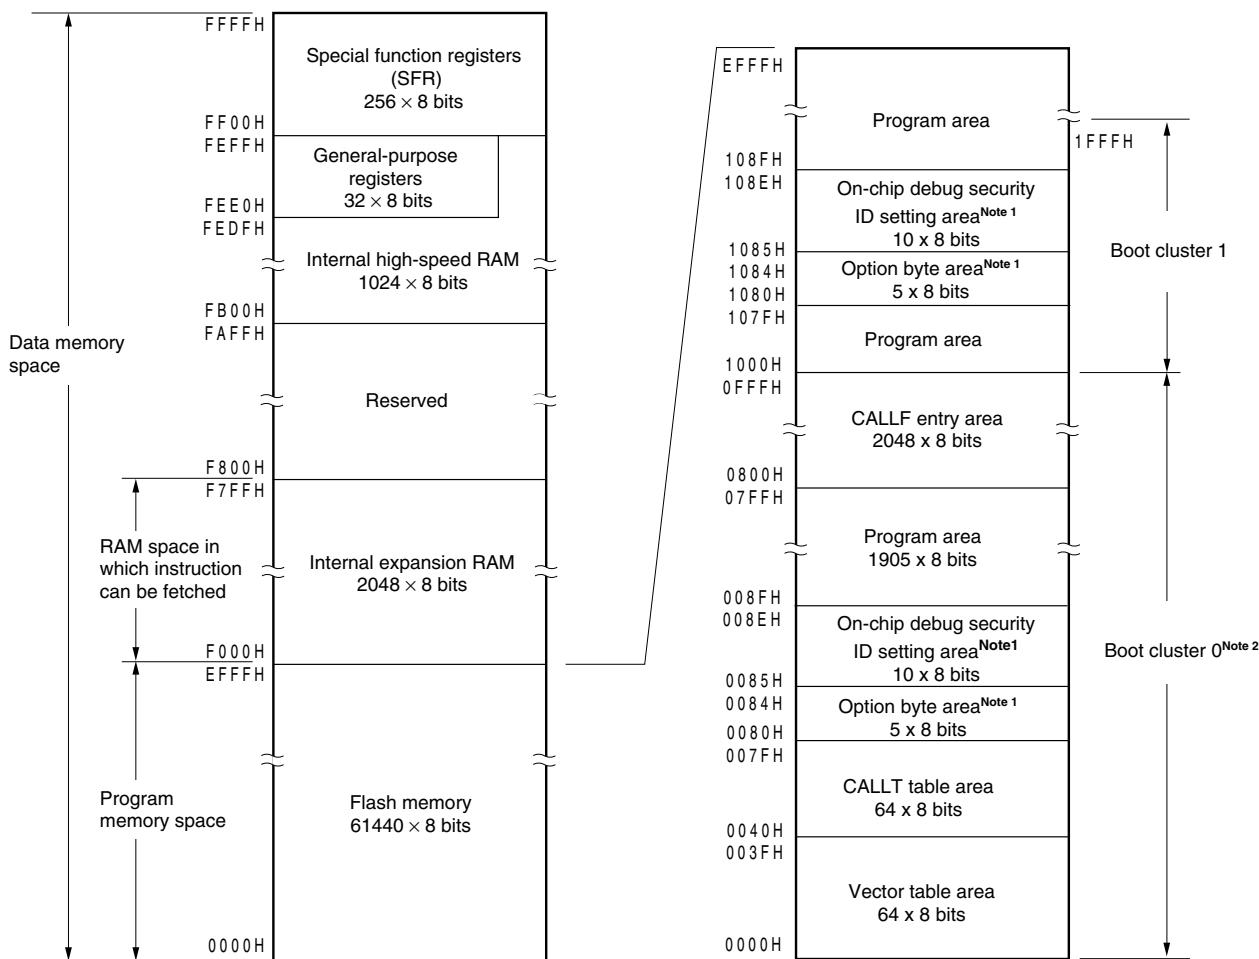 FFFFH
Special function registers
(SFR)
256 × 8 bits
FF00H
FEFFH
General-purpose
registers
32 × 8 bits
FEE0H
FEDFH
Internal high-speed RAM
1024 × 8 bits
FB00H
FAFFH
Data memory
space
Reserved
F800H
F7FFH
RAM space in
which instruction
can be fetched
Internal expansion RAM
2048 × 8 bits
F000H
EFFFH
Program
memory space
Flash memory
61440 × 8 bits
0000H
EFFFH
Program area
1FFFH
108FH
108EH
On-chip debug security
ID setting areaNote 1
10 x 8 bits
Boot cluster 1
1085H
1084H
Option byte areaNote 1
5 x 8 bits
1080H
107FH
Program area
1000H
0FFFH
CALLF entry area
2048 x 8 bits
0800H
07FFH
Program area
1905 x 8 bits
008FH
008EH
On-chip debug security
ID setting areaNote1
10 x 8 bits
Boot cluster 0Note 2
0085H
0084H
Option byte areaNote 1
5 x 8 bits
0080H
007FH
CALLT table area
64 x 8 bits
0040H
003FH
Vector table area
64 x 8 bits
0000H